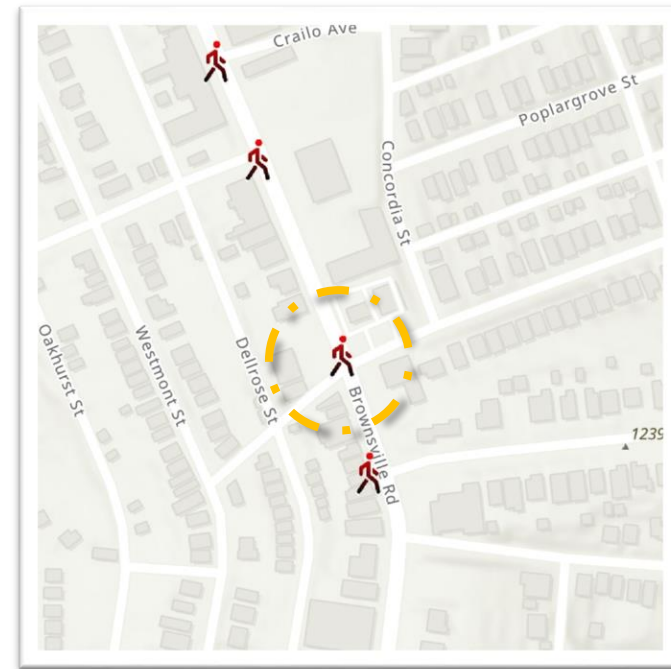 Crailo Ave
Poplargrove St
Concordia St
Oakhurst St
Westmont St
Dellrose St
Brownsville Rd
1239